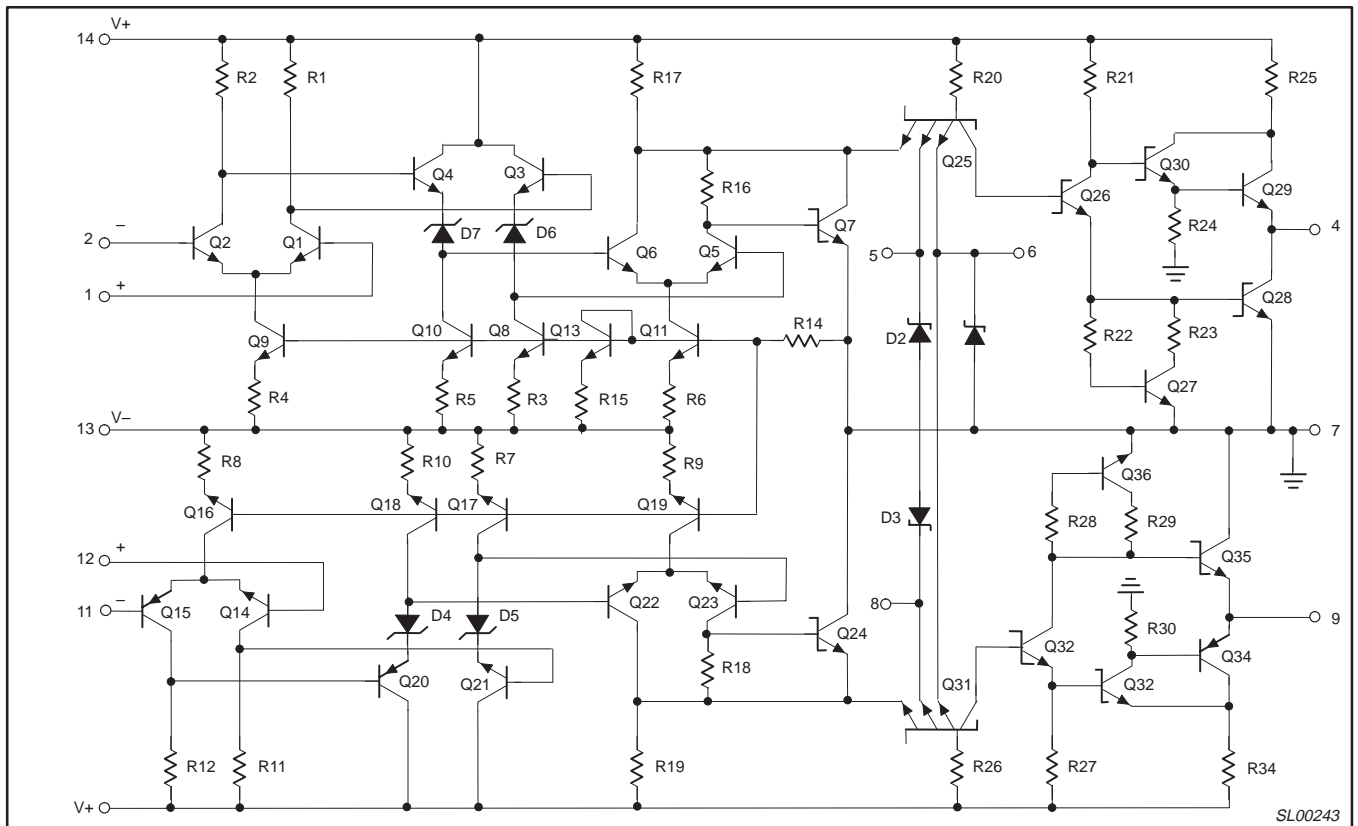 V+
14
R2
R1
R17
R20
R21
R25
Q4
Q3
Q25
Q30
R16
Q26
Q29
R24
2
−
Q2
Q1
D7
D6
Q6
Q5
Q7
4
5
6
1
+
Q28
Q9
Q10
Q8
Q13
Q11
R14
D2
R22
R23
R4
R5
R3
R15
R6
Q27
13
V−
7
R8
R10
R7
R9
Q36
Q16
Q18
Q17
Q19
D3
R28
R29
12
+
Q35
11
−
Q15
Q14
D4
D5
Q22
Q23
8
Q24
R30
9
Q20
Q21
R18
Q31
Q32
Q32
Q34
R12
R11
R19
R26
R27
R34
V+
SL00243